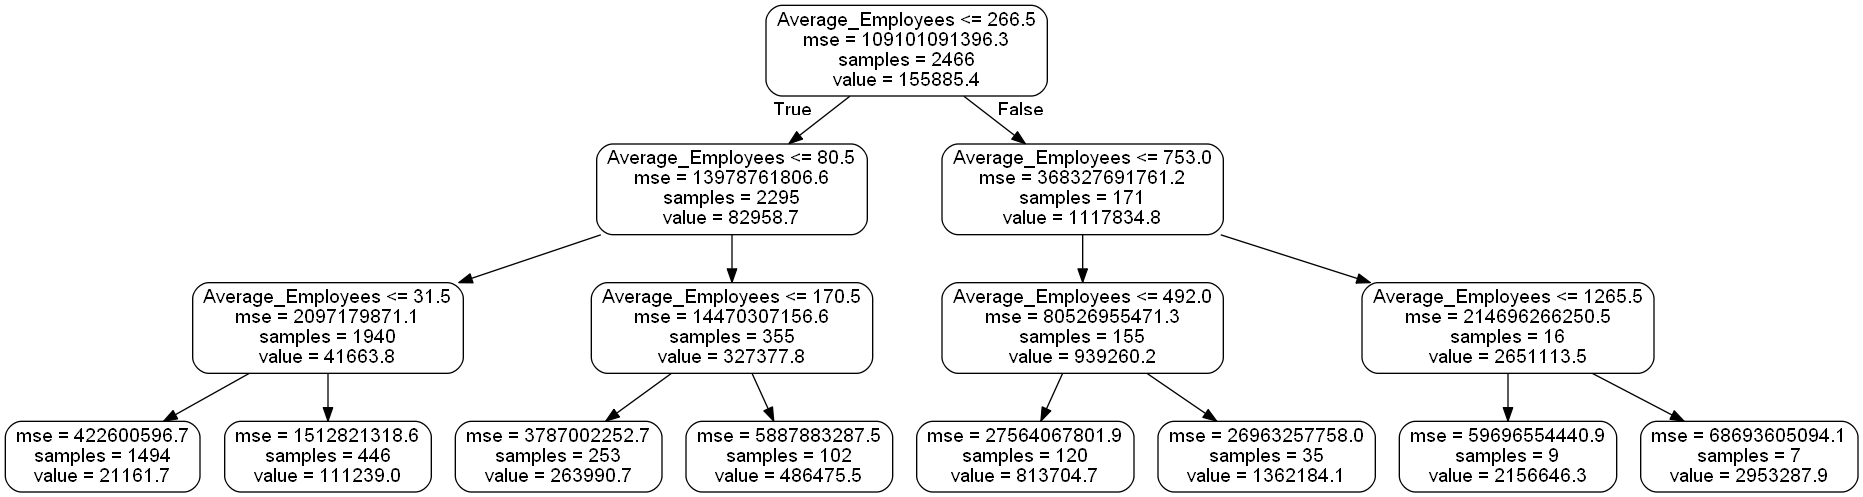 Average_Employees <= 266.5
mse = 109101091396.3
samples = 2466
value = 155885.4
True
False
Average_Employees <= 80.5
mse = 13978761806.6
samples = 2295
value = 82958.7
Average_Employees <= 753.0
mse = 368327691761.2
samples = 171
value = 1117834.8
Average_Employees <= 31.5
mse = 2097179871.1
samples = 1940
value = 41663.8
Average_Employees <= 170.5
mse = 14470307156.6
samples = 355
value = 327377.8
Average_Employees <= 492.0
mse = 80526955471.3
samples = 155
value = 939260.2
Average_Employees <= 1265.5
mse = 214696266250.5
samples = 16
value = 2651113.5
mse = 422600596.7
samples = 1494
value = 21161.7
mse = 1512821318.6
samples = 446
value = 111239.0
mse = 3787002252.7
samples = 253
value = 263990.7
mse = 5887883287.5
samples = 102
value = 486475.5
mse = 27564067801.9
samples = 120
value = 813704.7
mse = 26963257758.0
samples = 35
value = 1362184.1
mse = 59696554440.9
samples = 9
value = 2156646.3
mse = 68693605094.1
samples = 7
value = 2953287.9